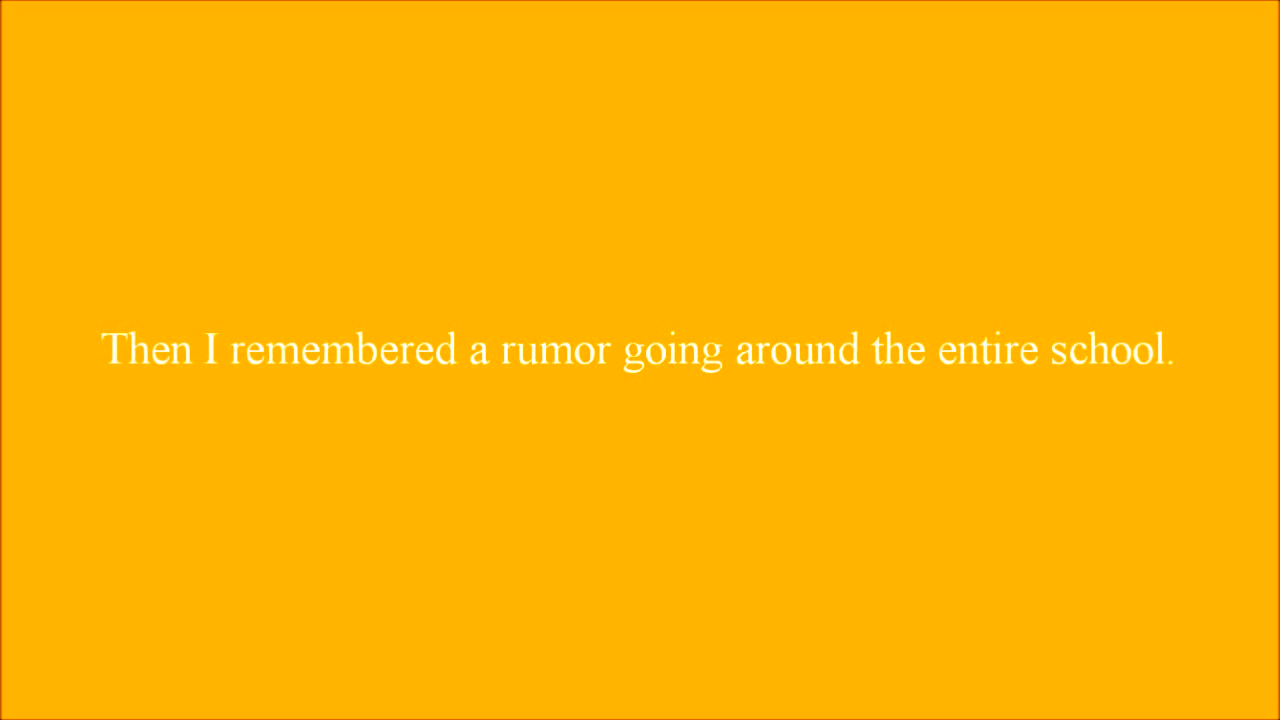 Then I remembered a rumor going around the entire school.